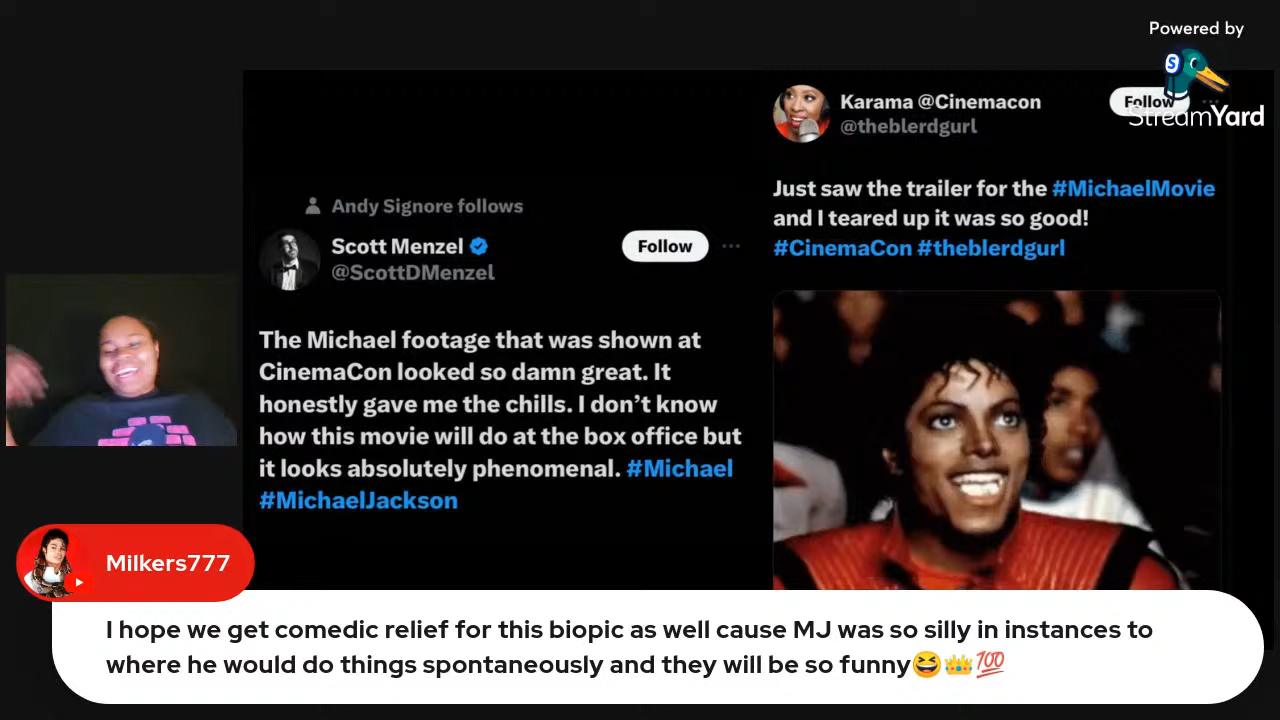 Powered by
StreamYard
Andy Signore follows
Scott Menzel
@ScottDMenzel
Follow
The Michael footage that was shown at
CinemaCon looked so damn great. It
honestly gave me the chills. I don’t know
how this movie will do at the box office but
it looks absolutely phenomenal. #Michael
#MichaelJackson
Karama @Cinemacon
@theblerdgurl
Follow
Just saw the trailer for the #MichaelMovie
and I teared up it was so good!
#CinemaCon #theblerdgurl
Milkers777
I hope we get comedic relief for this biopic as well cause MJ was so silly in instances to
where he would do things spontaneously and they will be so funny😆👑💯